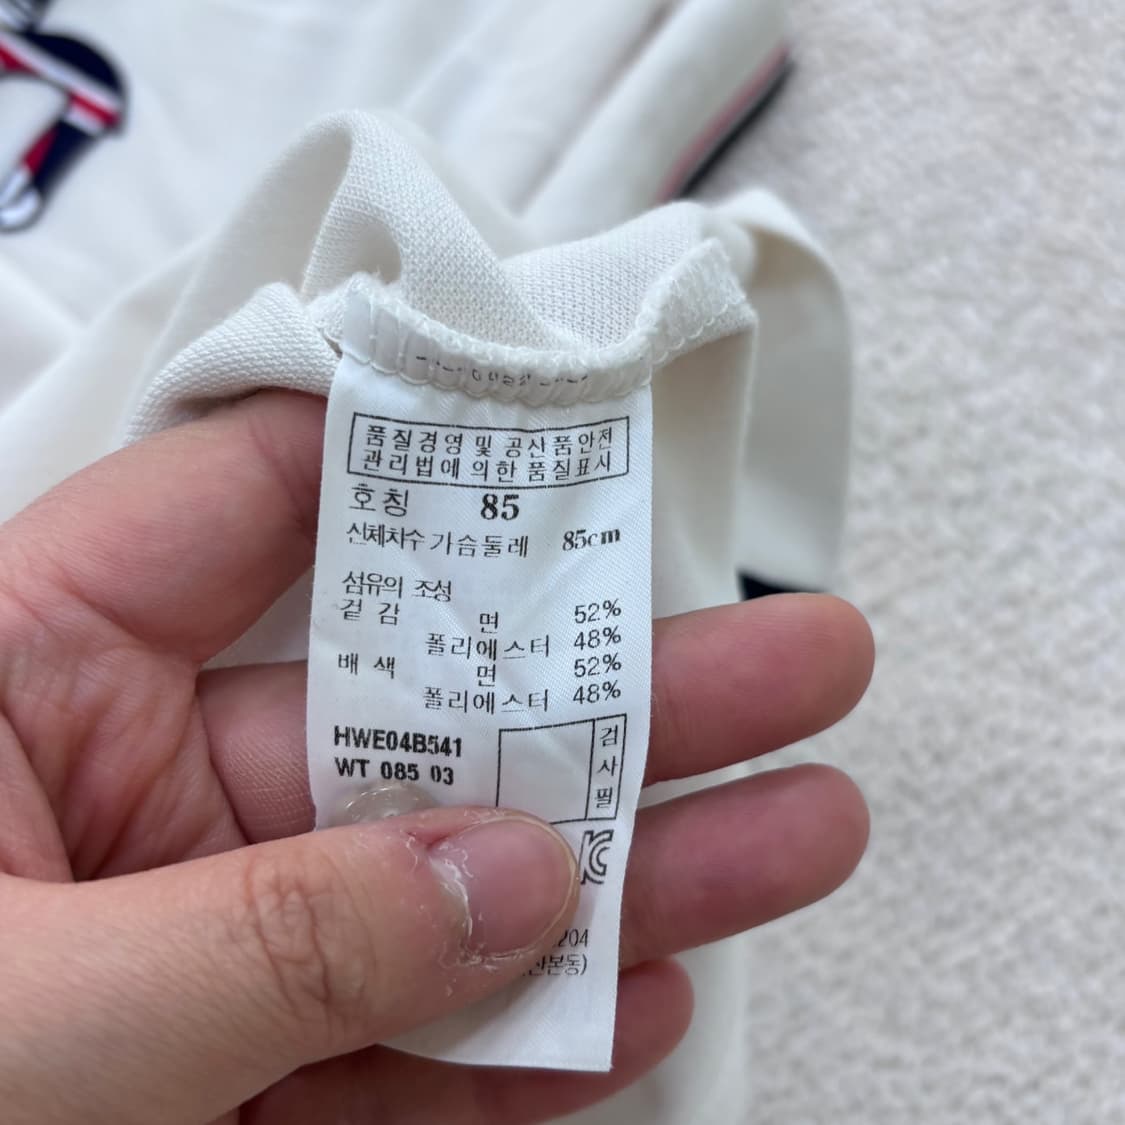 품질경영 및 공산품안전
관리법에 의한 품질표시
호칭 85
신체치수 가슴둘레 85cm
섬유의 조성
겉감 면 52%
폴리에스터 48%
배색 면 52%
폴리에스터 48%
HWE04B541
WT 085 03
검사필
204